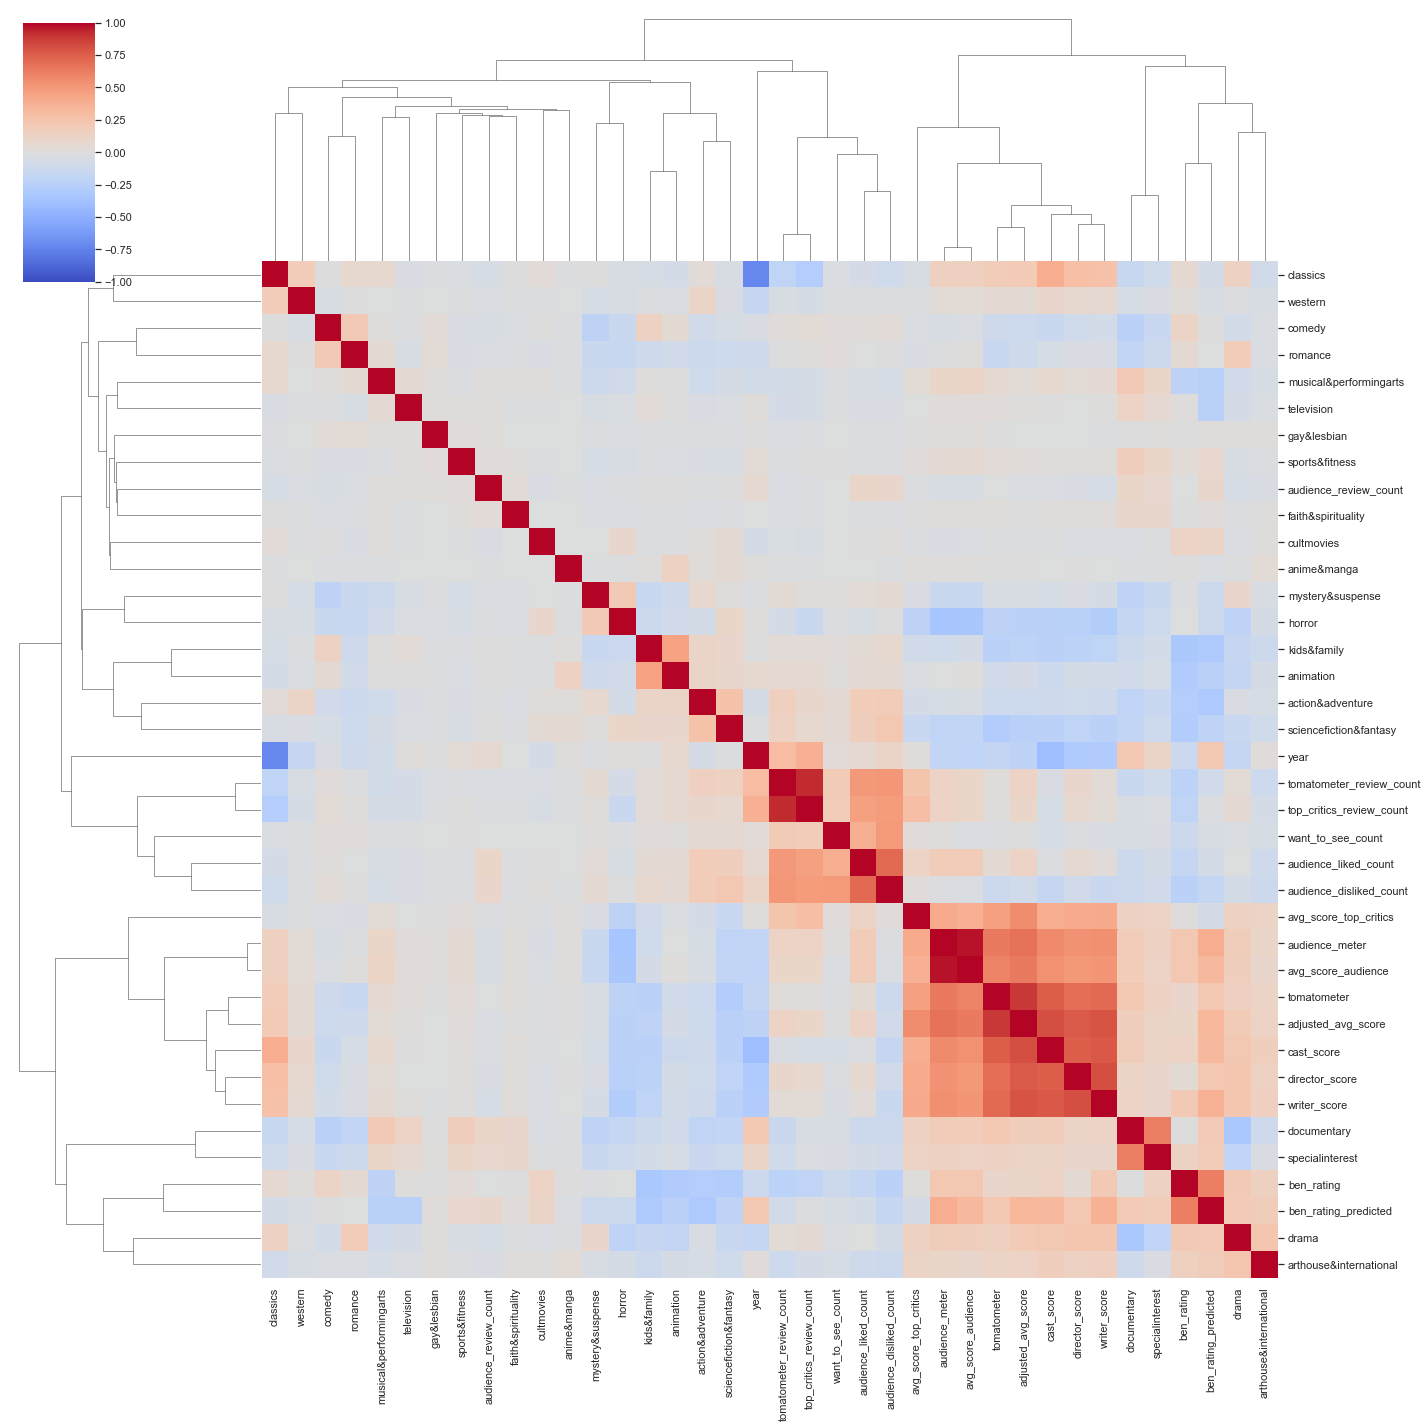 1.00
0.75
0.50
0.25
0.00
−0.25
−0.50
−0.75
−1.00
classics
western
comedy
romance
musical&performingarts
television
gay&lesbian
sports&fitness
audience_review_count
faith&spirituality
cultmovies
anime&manga
mystery&suspense
horror
kids&family
animation
action&adventure
sciencefiction&fantasy
year
tomatometer_review_count
top_critics_review_count
want_to_see_count
audience_liked_count
audience_disliked_count
avg_score_top_critics
audience_meter
avg_score_audience
tomatometer
adjusted_avg_score
cast_score
director_score
writer_score
documentary
specialinterest
ben_rating
ben_rating_predicted
drama
arthouse&international
classics
western
comedy
romance
musical&performingarts
television
gay&lesbian
sports&fitness
audience_review_count
faith&spirituality
cultmovies
anime&manga
mystery&suspense
horror
kids&family
animation
action&adventure
sciencefiction&fantasy
year
tomatometer_review_count
top_critics_review_count
want_to_see_count
audience_liked_count
audience_disliked_count
avg_score_top_critics
audience_meter
avg_score_audience
tomatometer
adjusted_avg_score
cast_score
director_score
writer_score
documentary
specialinterest
ben_rating
ben_rating_predicted
drama
arthouse&international